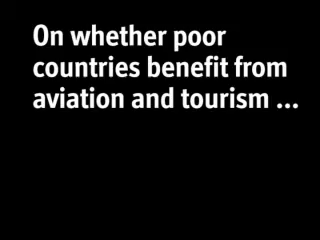 On whether poor
countries benefit from
aviation and tourism ...